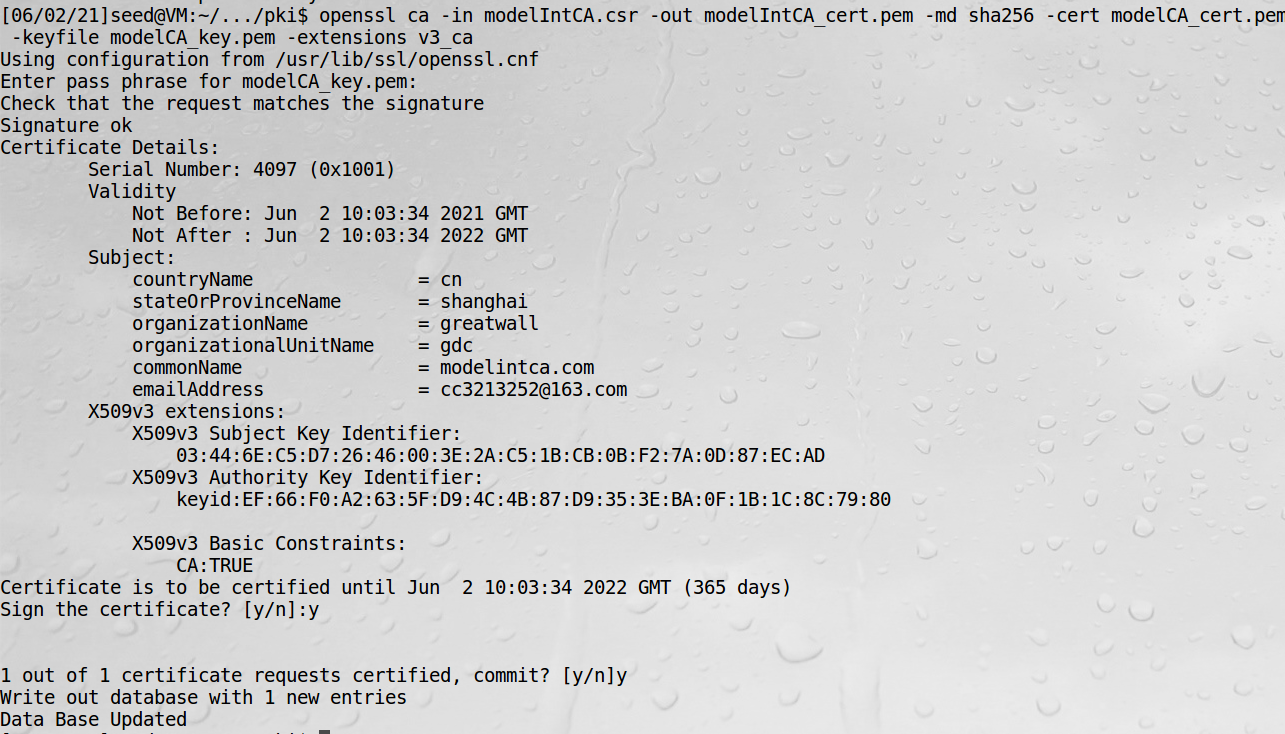 [06/02/21]seed@VM:~/.../pki$ openssl ca -in modelIntCA.csr -out modelIntCA_cert.pem -md sha256 -cert modelCA_cert.pem
 -keyfile modelCA_key.pem -extensions v3_ca
Using configuration from /usr/lib/ssl/openssl.cnf
Enter pass phrase for modelCA_key.pem:
Check that the request matches the signature
Signature ok
Certificate Details:
        Serial Number: 4097 (0x1001)
        Validity
            Not Before: Jun  2 10:03:34 2021 GMT
            Not After : Jun  2 10:03:34 2022 GMT
        Subject:
            countryName               = cn
            stateOrProvinceName       = shanghai
            organizationName          = greatwall
            organizationalUnitName    = gdc
            commonName                = modelintca.com
            emailAddress              = cc3213252@163.com
        X509v3 extensions:
            X509v3 Subject Key Identifier:
                03:44:6E:C5:D7:26:46:00:3E:2A:C5:1B:CB:0B:F2:7A:0D:87:EC:AD
            X509v3 Authority Key Identifier:
                keyid:EF:66:F0:A2:63:5F:D9:4C:4B:87:D9:35:3E:BA:0F:1B:1C:8C:79:80
            X509v3 Basic Constraints:
                CA:TRUE
Certificate is to be certified until Jun  2 10:03:34 2022 GMT (365 days)
Sign the certificate? [y/n]:y
1 out of 1 certificate requests certified, commit? [y/n]y
Write out database with 1 new entries
Data Base Updated